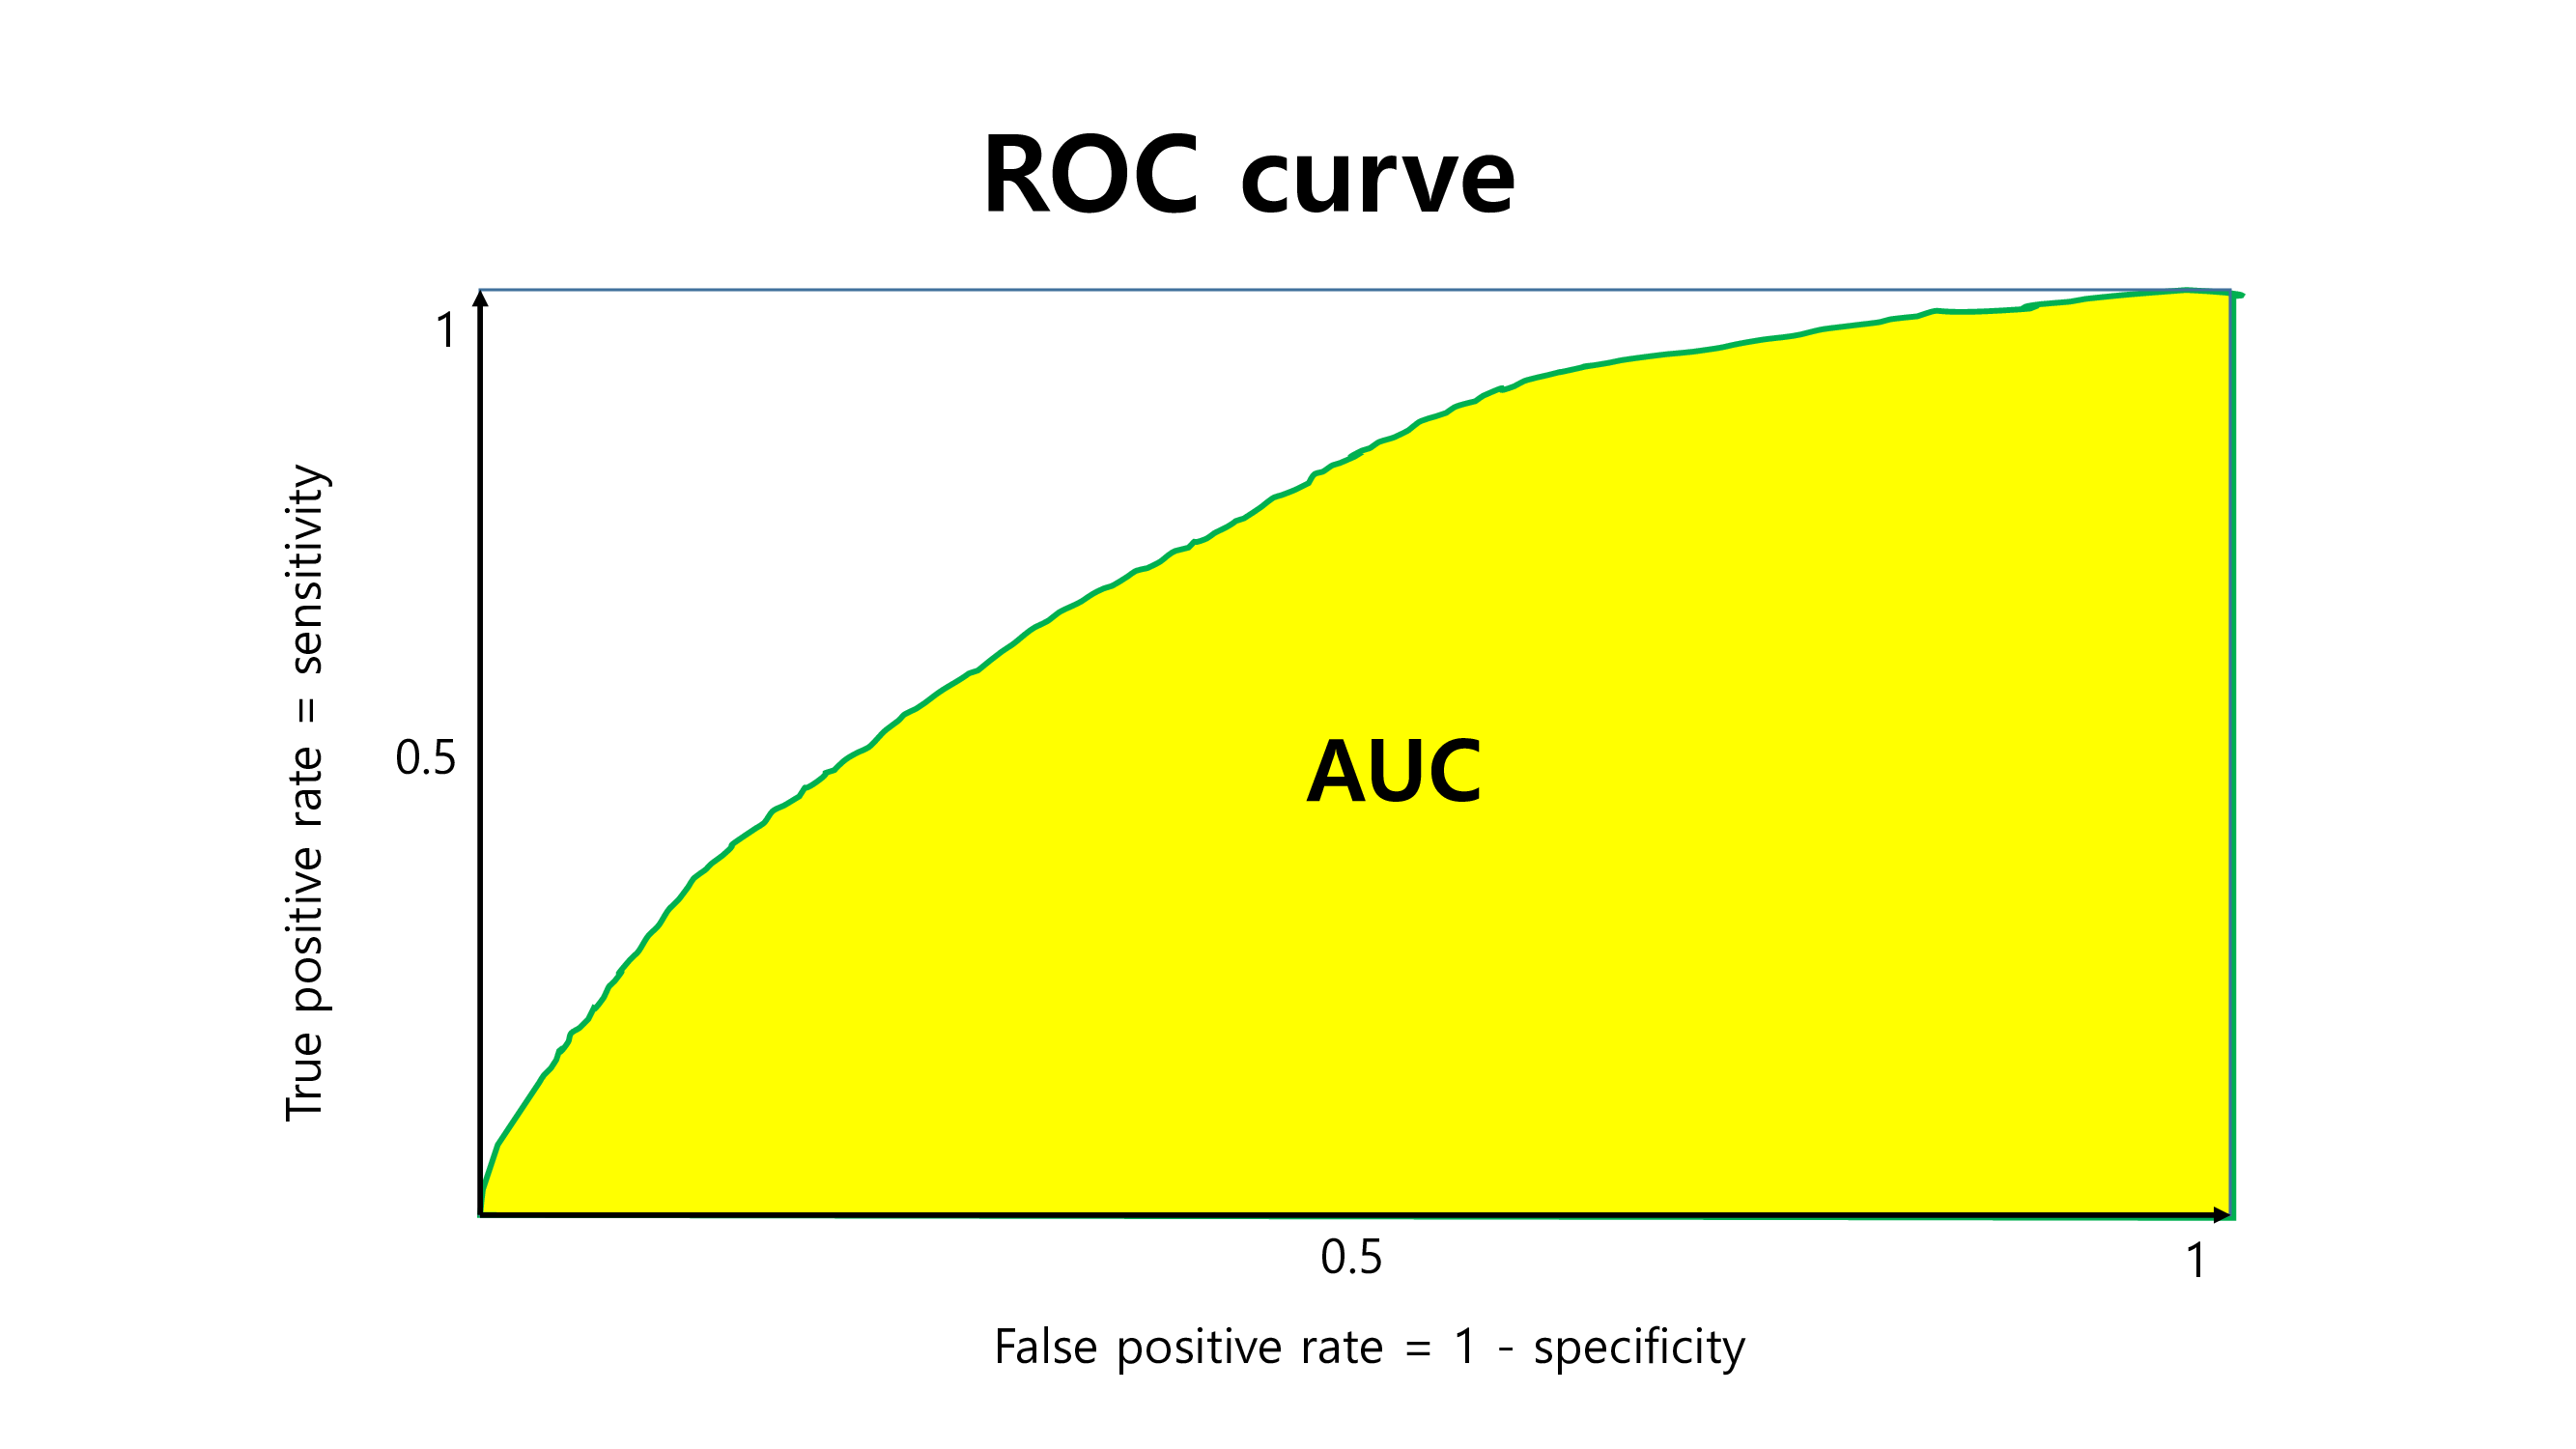 ROC curve
1
True positive rate = sensitivity
0.5
AUC
0.5
1
False positive rate = 1 - specificity